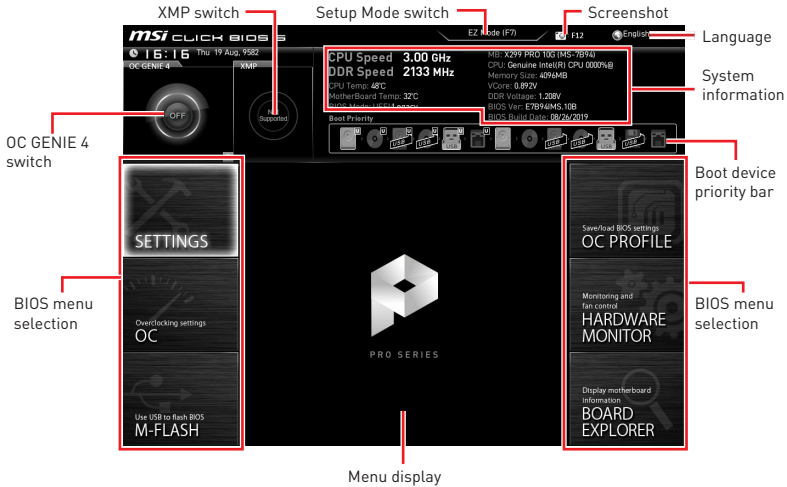 XMP switch
Setup Mode switch
Screenshot
msi CLICK BIOS 5
EZ Mode (F7)
F12
English
Language
16:16 Thu 19 Aug, 9582
OC GENIE 4
XMP
CPU Speed 3.00 GHz
DDR Speed 2133 MHz
CPU Temp: 48°C
MotherBoard Temp: 32°C
BIOS Mode: UEFI/Legacy
MB: X299 PRO 10G (MS-7B94)
CPU: Genuine Intel(R) CPU 0000%@
Memory Size: 4096MB
VCore: 0.892V
DDR Voltage: 1.208V
BIOS Ver: E7B94IMS.10B
BIOS Build Date: 08/26/2019
System
information
OFF
Not
Supported
Boot Priority
U U U U U U
USB USB USB USB USB USB
OC GENIE 4
switch
Boot device
priority bar
SETTINGS
Save/load BIOS settings
OC PROFILE
BIOS menu
selection
Overclocking settings
OC
PRO SERIES
Monitoring and
fan control
HARDWARE
MONITOR
BIOS menu
selection
Use USB to flash BIOS
M-FLASH
Display motherboard
information
BOARD
EXPLORER
Menu display